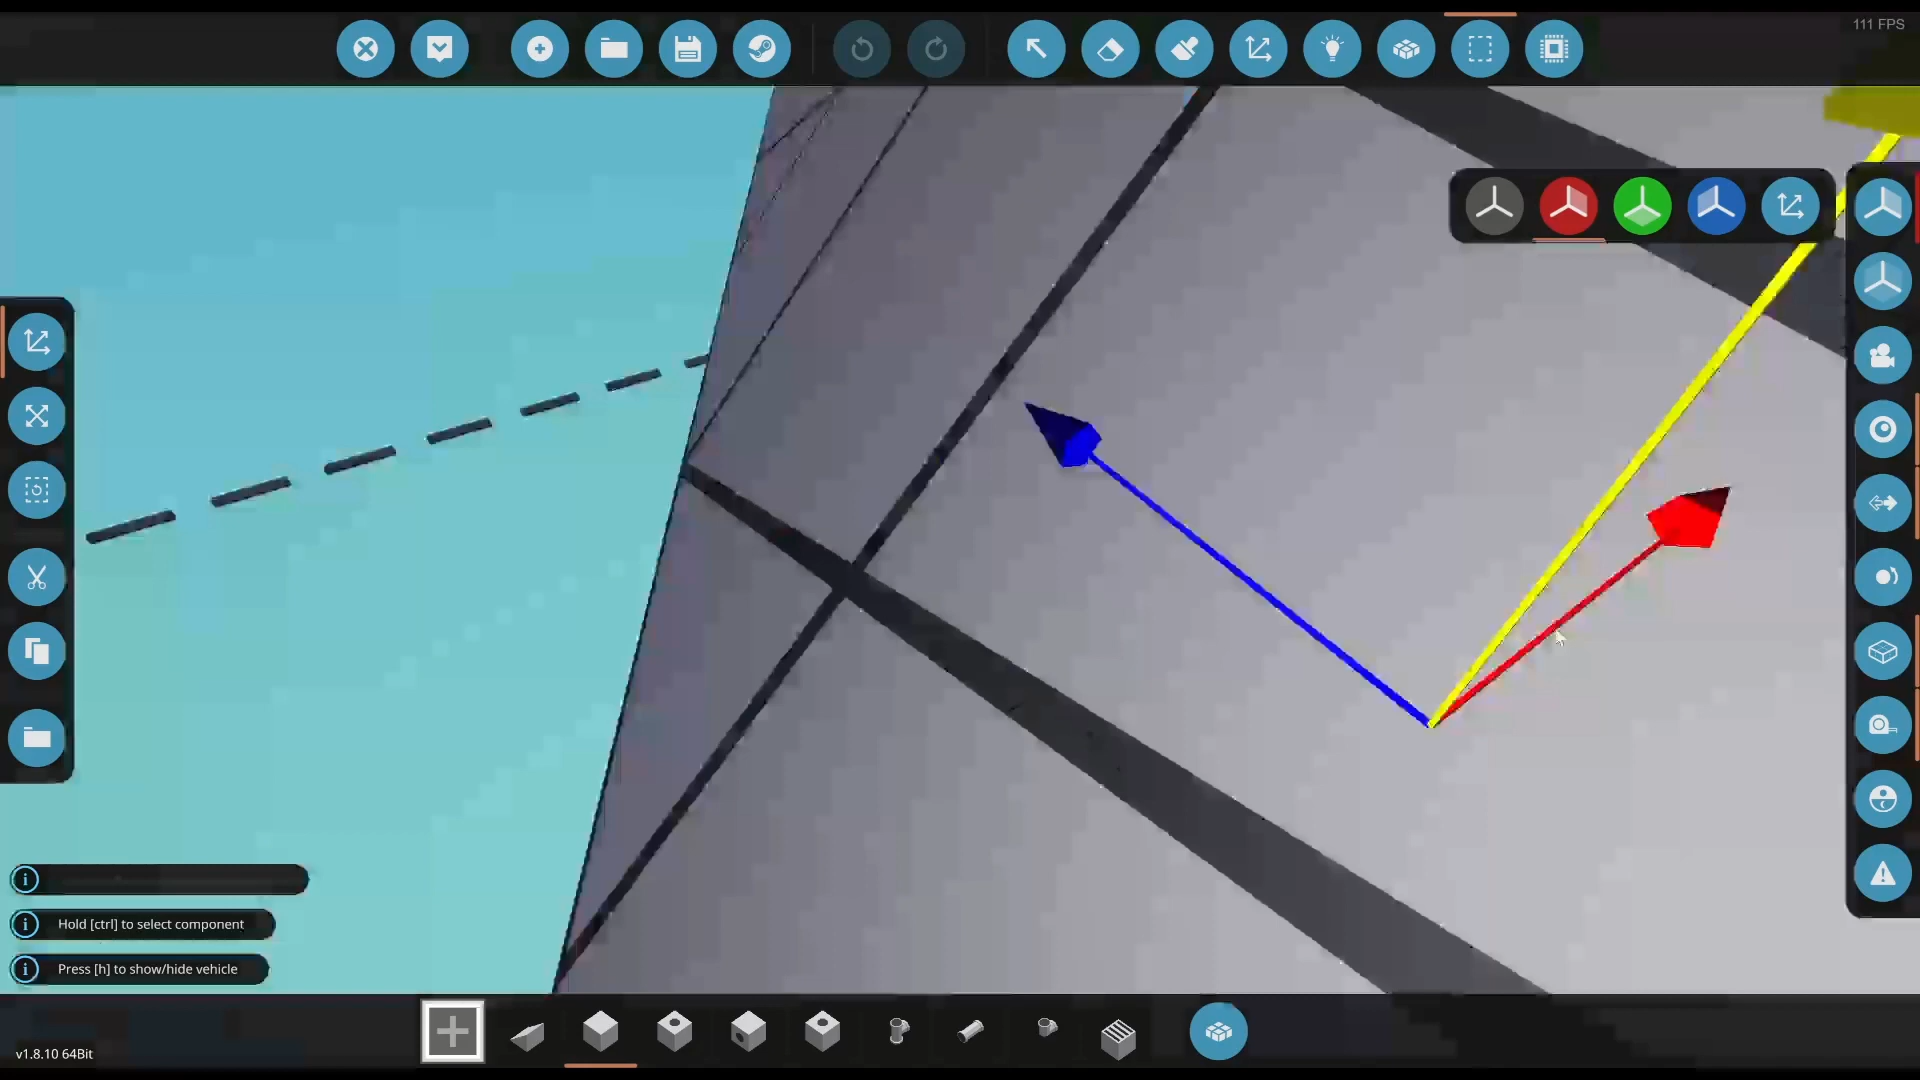 111 FPS
Hold [ctrl] to select component
Press [h] to show/hide vehicle
v1.8.10 64Bit